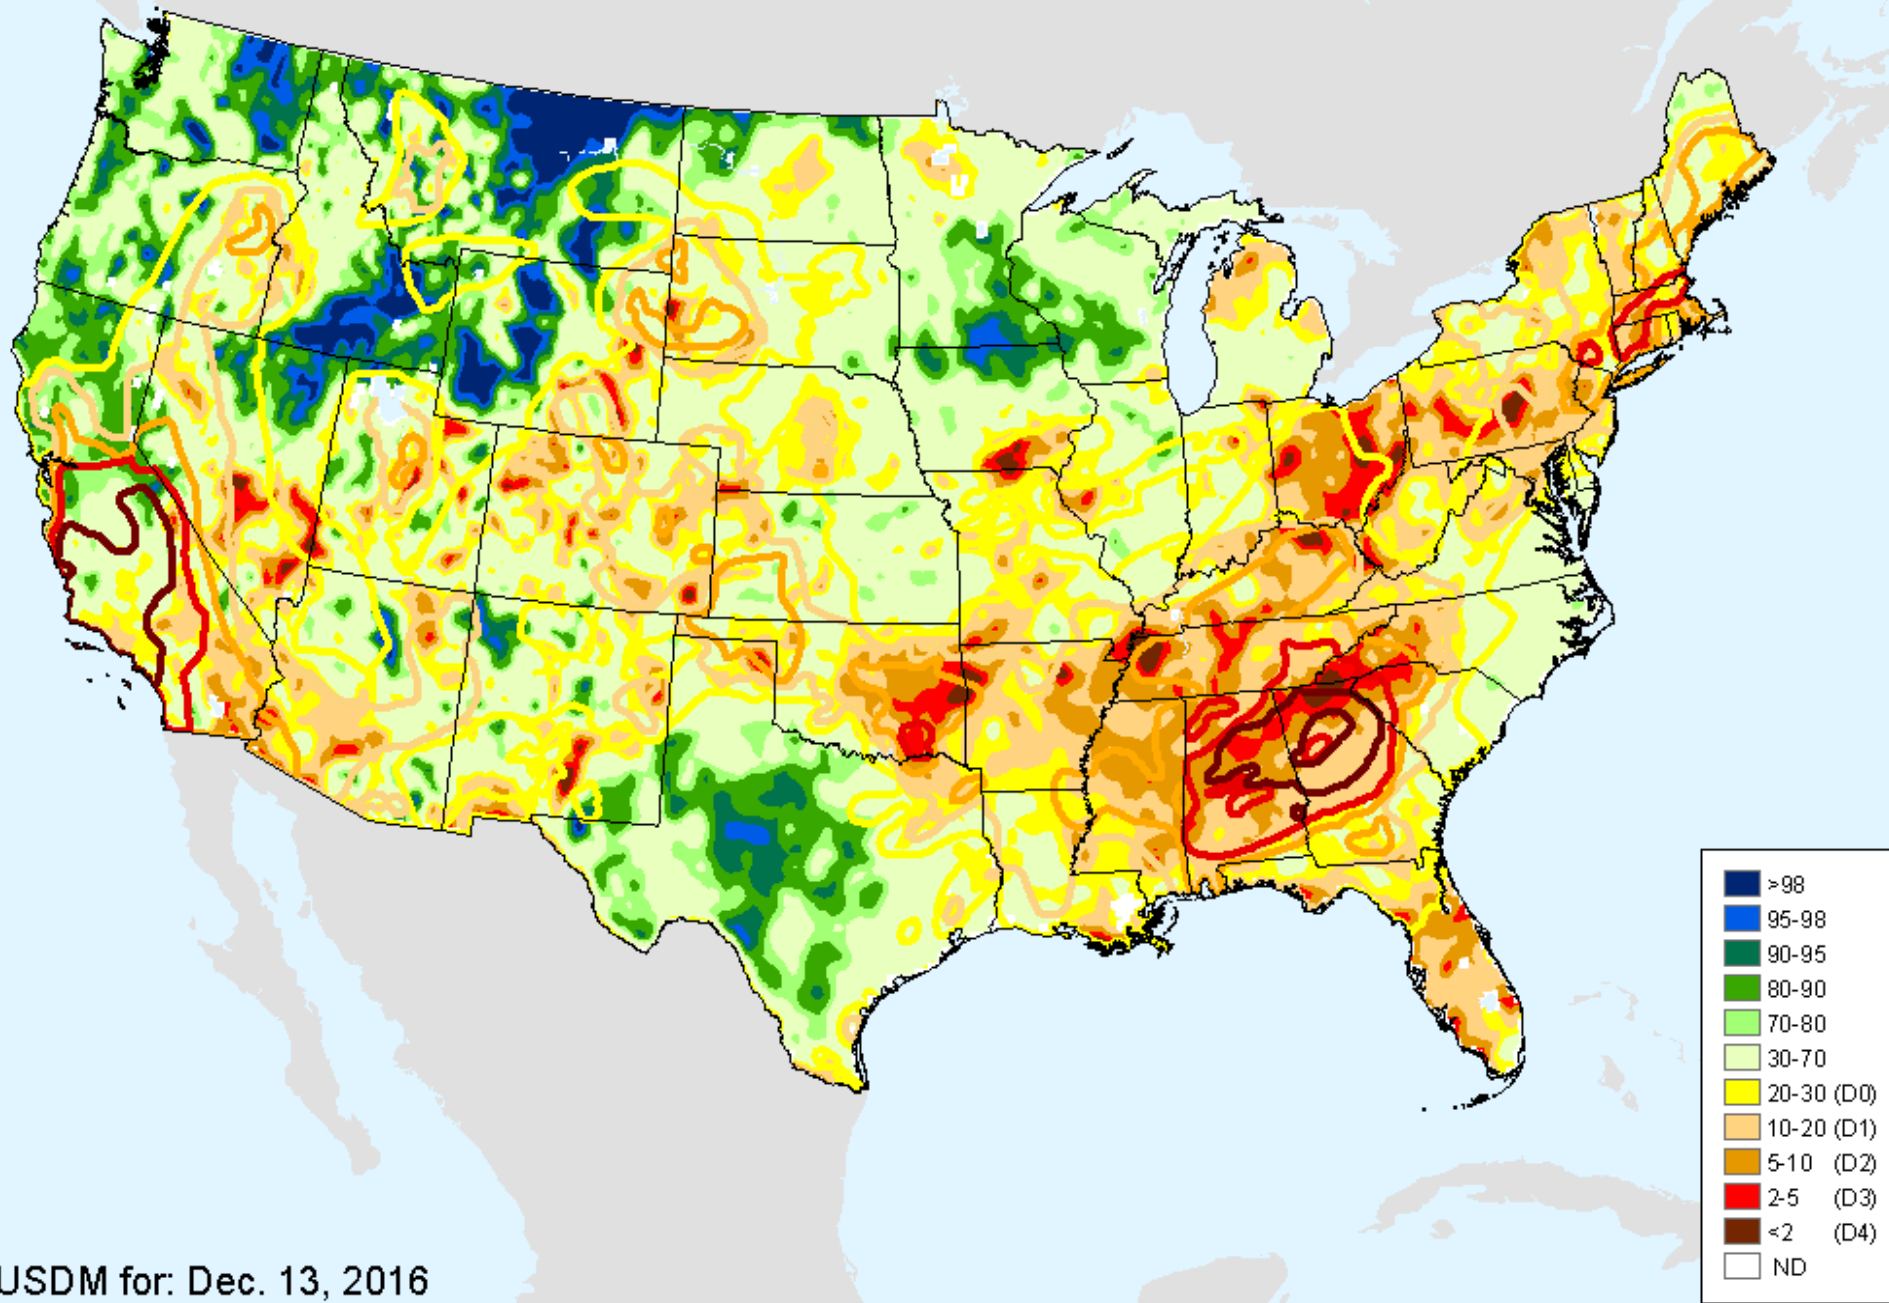 >98
95-98
90-95
80-90
70-80
30-70
20-30 (D0)
10-20 (D1)
5-10 (D2)
2-5 (D3)
<2 (D4)
ND
USDM for: Dec. 13, 2016